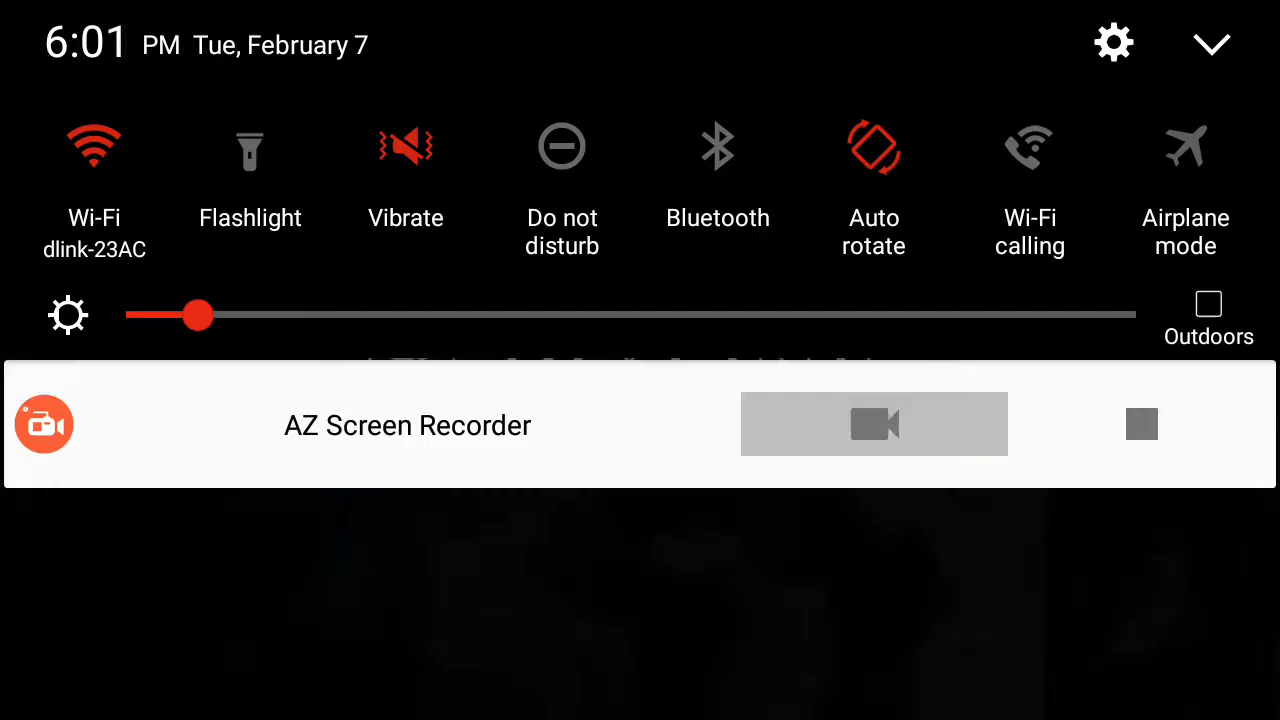 6:01 PM Tue, February 7
Wi-Fi
dlink-23AC
Flashlight
Vibrate
Do not
disturb
Bluetooth
Auto
rotate
Wi-Fi
calling
Airplane
mode
Outdoors
AZ Screen Recorder